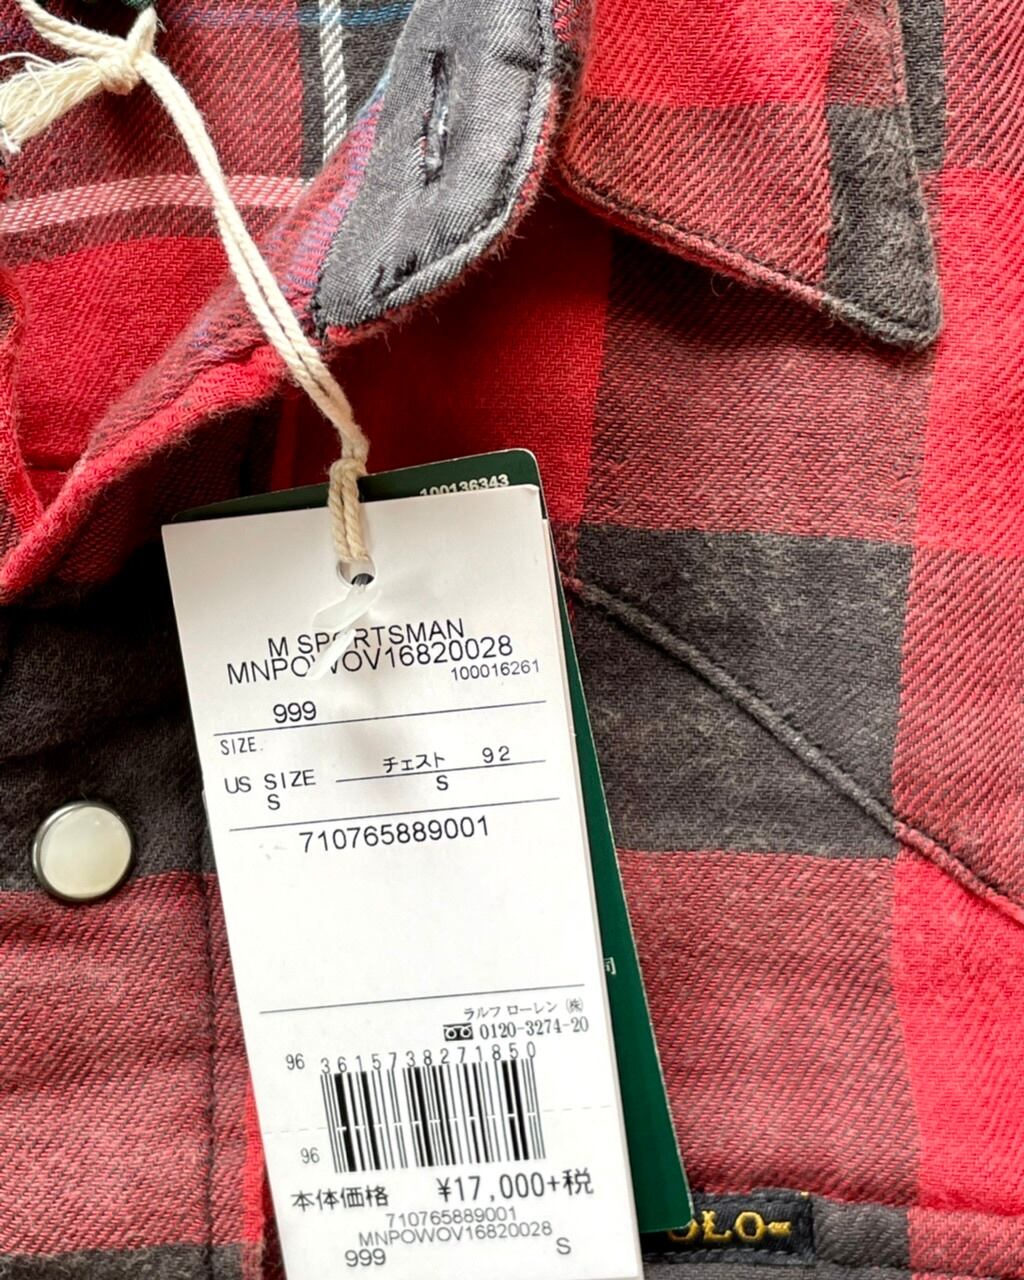 100136343
M SPORTSMAN
MNPOWOV16820028
100016261
999
SIZE.
チェスト 92
US SIZE
S
S
710765889001
ラルフ ローレン ㈱
0120-3274-20
96
3615738271850
96
本体価格 ¥17,000+税
710765889001
MNPOWOV16820028
999 S